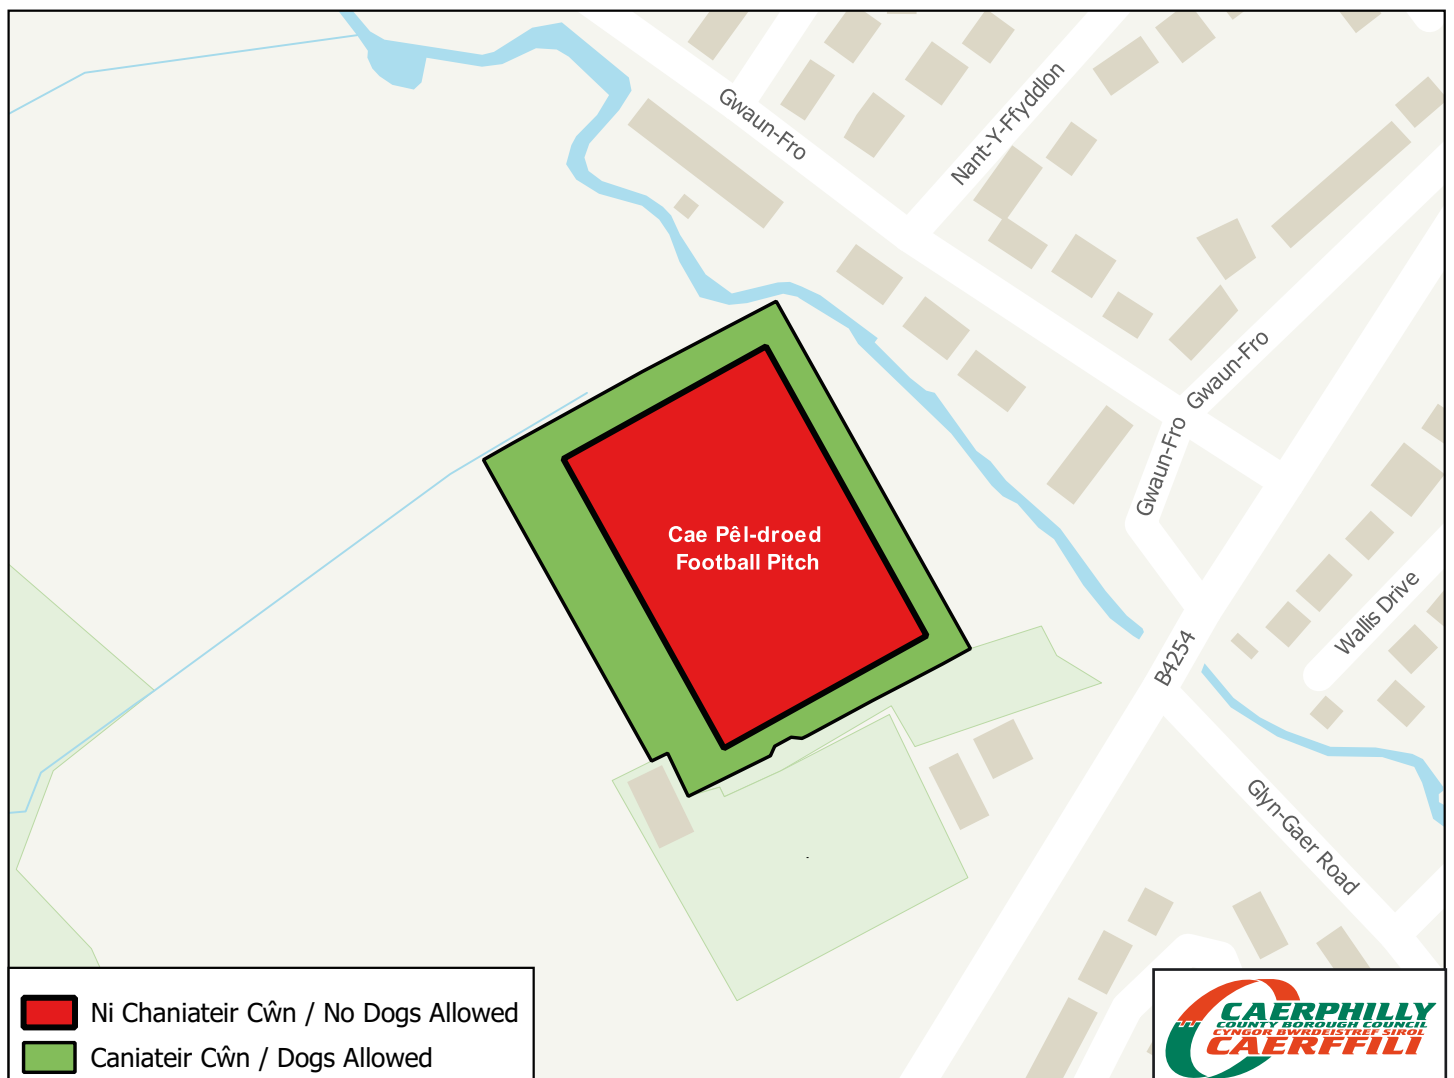 Gwaun-Fro
Nant-Y-Ffyddlon
Gwaun-Fro
Gwaun-Fro
Cae Pêl-droed
Football Pitch
Wallis Drive
B4254
Glyn-Gaer Road
Ni Chaniateir Cŵn / No Dogs Allowed
Caniateir Cŵn / Dogs Allowed
CAERPHILLY
COUNTY BOROUGH COUNCIL
CYNGOR BWRDEISTREF SIROL
CAERFFILI